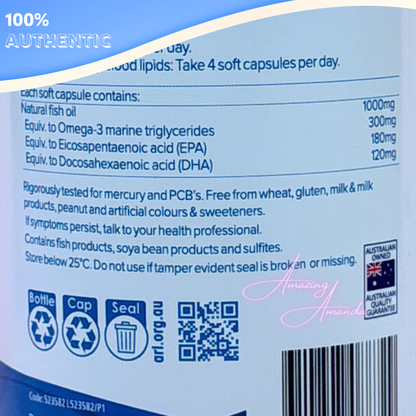 100%
AUTHENTIC
per day.
blood lipids: Take 4 soft capsules per day.
Each soft capsule contains:
Natural fish oil 1000mg
Equiv. to Omega-3 marine triglycerides 300mg
Equiv. to Eicosapentaenoic acid (EPA) 180mg
Equiv. to Docosahexaenoic acid (DHA) 120mg
Rigorously tested for mercury and PCB's. Free from wheat, gluten, milk & milk
products, peanut and artificial colours & sweeteners.
If symptoms persist, talk to your health professional.
Contains fish products, soya bean products and sulfites.
Store below 25°C. Do not use if tamper evident seal is broken or missing.
AUSTRALIAN
OWNED
AUSTRALIAN
QUALITY
GUARANTEE
Amazing
Amanda
Bottle Cap Seal
arl.org.au
Code: S23582 L523582/P1